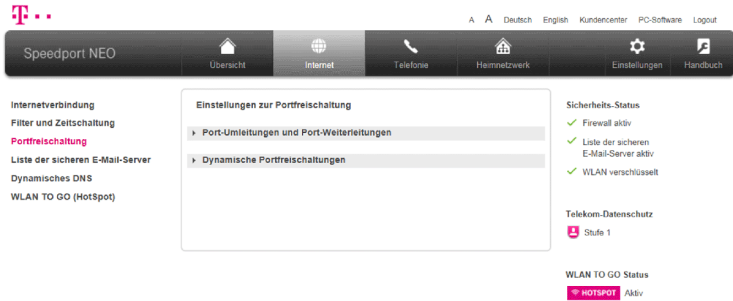 T
A A Deutsch English Kundencenter PC-Software Logout
Speedport NEO
Übersicht Internet Telefonie Heimnetzwerk Einstellungen Handbuch
Internetverbindung
Filter und Zeitschaltung
Portfreischaltung
Liste der sicheren E-Mail-Server
Dynamisches DNS
WLAN TO GO (HotSpot)
Einstellungen zur Portfreischaltung
Port-Umleitungen und Port-Weiterleitungen
Dynamische Portfreischaltungen
Sicherheits-Status
Firewall aktiv
Liste der sicheren
E-Mail-Server aktiv
WLAN verschlüsselt
Telekom-Datenschutz
Stufe 1
WLAN TO GO Status
HOTSPOT Aktiv